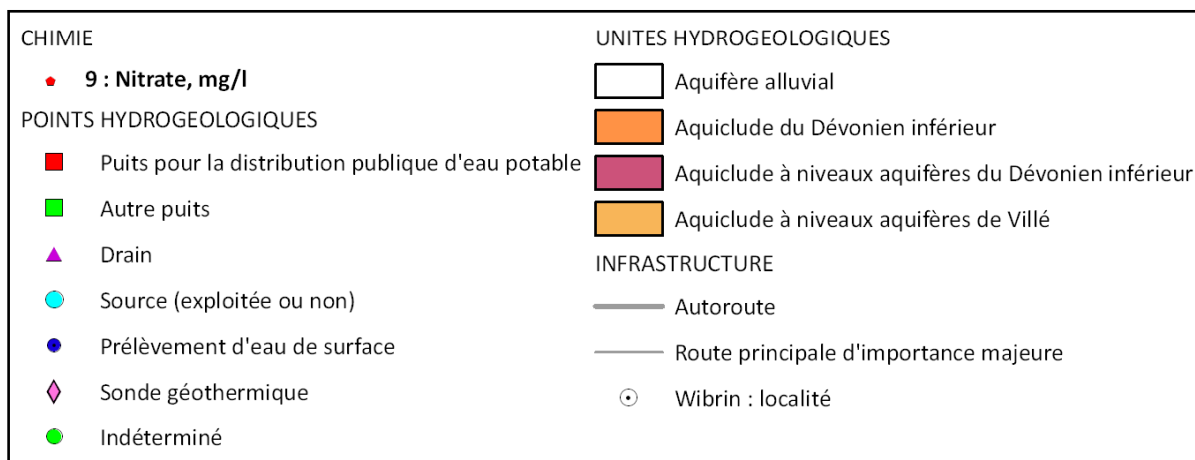 CHIMIE
9 : Nitrate, mg/l
POINTS HYDROGEOLOGIQUES
Puits pour la distribution publique d'eau potable
Autre puits
Drain
Source (exploitée ou non)
Prélèvement d'eau de surface
Sonde géothermique
Indéterminé
UNITES HYDROGEOLOGIQUES
Aquifère alluvial
Aquiclude du Dévonien inférieur
Aquiclude à niveaux aquifères du Dévonien inférieur
Aquiclude à niveaux aquifères de Villé
INFRASTRUCTURE
Autoroute
Route principale d'importance majeure
Wibrin : localité